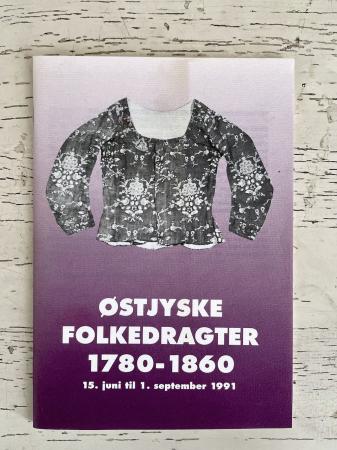 ØSTJYSKE
FOLKEDRAGTER
1780-1860
15. juni til 1. september 1991